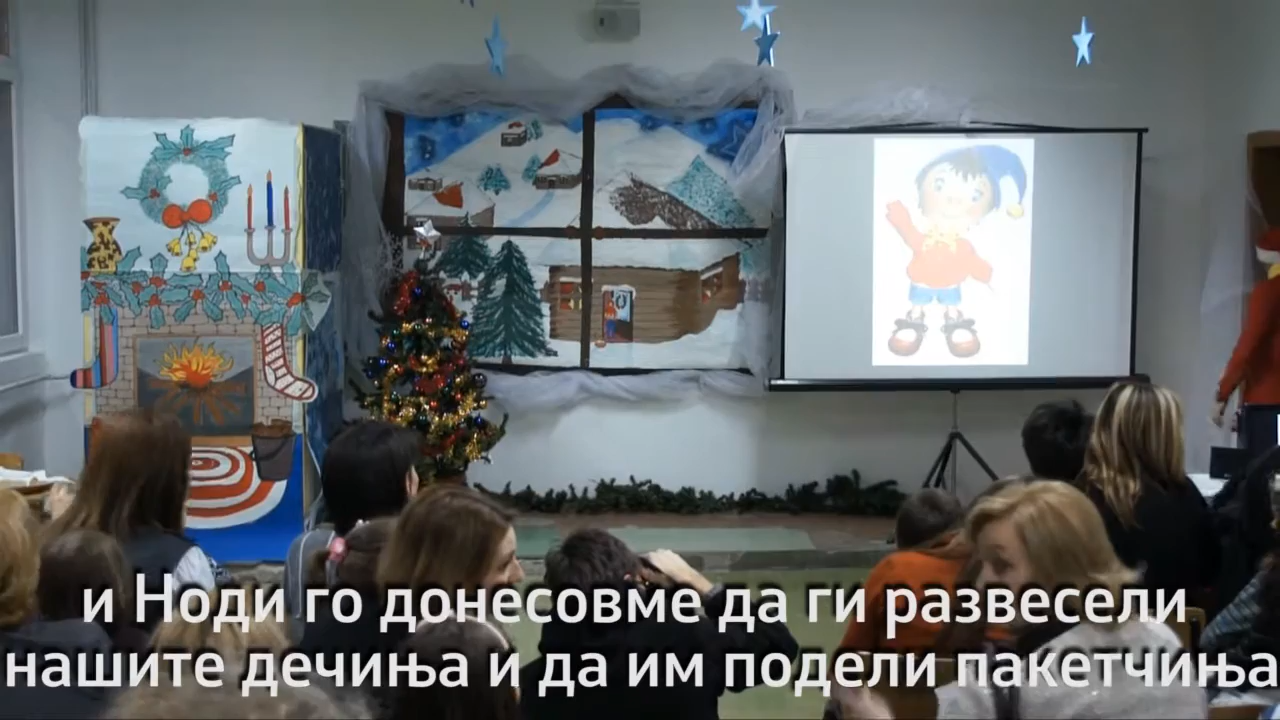 и Ноди го донесовме да ги развесели
нашите дечиња и да им подели пакетчиња